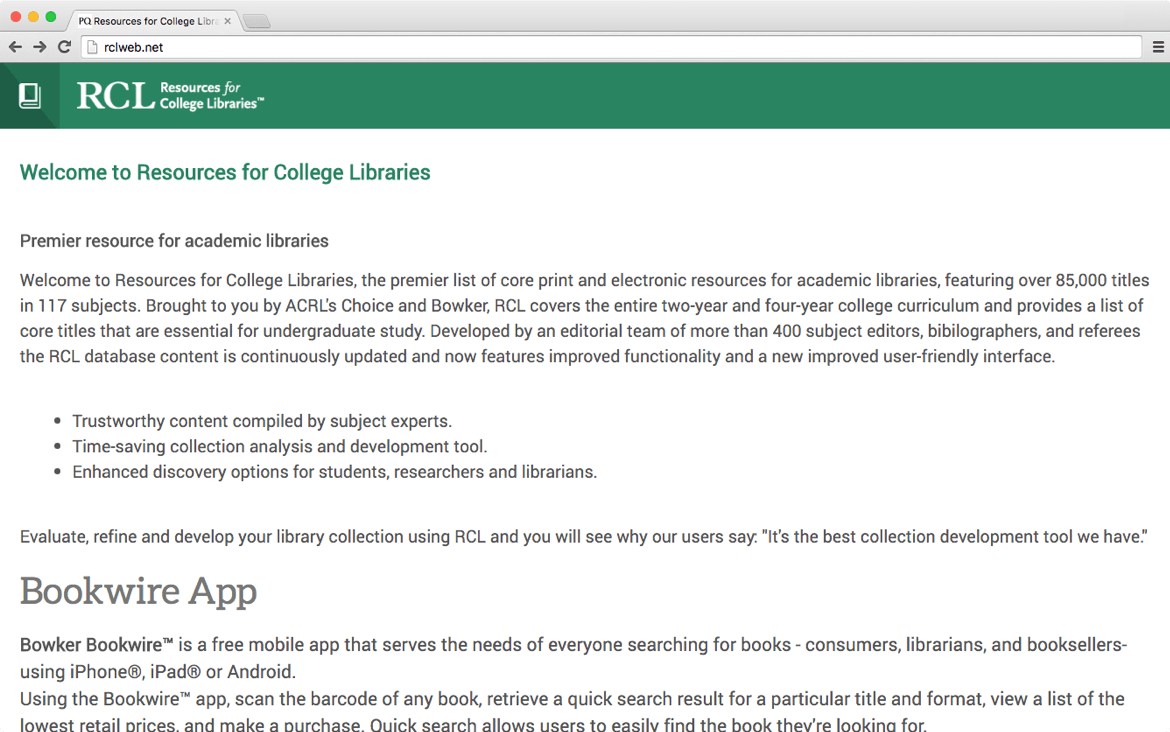 PQ Resources for College Libra
rclweb.net
RCL Resources for
College Libraries™
Welcome to Resources for College Libraries
Premier resource for academic libraries
Welcome to Resources for College Libraries, the premier list of core print and electronic resources for academic libraries, featuring over 85,000 titles
in 117 subjects. Brought to you by ACRL's Choice and Bowker, RCL covers the entire two-year and four-year college curriculum and provides a list of
core titles that are essential for undergraduate study. Developed by an editorial team of more than 400 subject editors, bibilographers, and referees
the RCL database content is continuously updated and now features improved functionality and a new improved user-friendly interface.
• Trustworthy content compiled by subject experts.
• Time-saving collection analysis and development tool.
• Enhanced discovery options for students, researchers and librarians.
Evaluate, refine and develop your library collection using RCL and you will see why our users say: "It's the best collection development tool we have."
Bookwire App
Bowker Bookwire™ is a free mobile app that serves the needs of everyone searching for books - consumers, librarians, and booksellers-
using iPhone®, iPad® or Android.
Using the Bookwire™ app, scan the barcode of any book, retrieve a quick search result for a particular title and format, view a list of the
lowest retail prices, and make a purchase. Quick search allows users to easily find the book they're looking for.